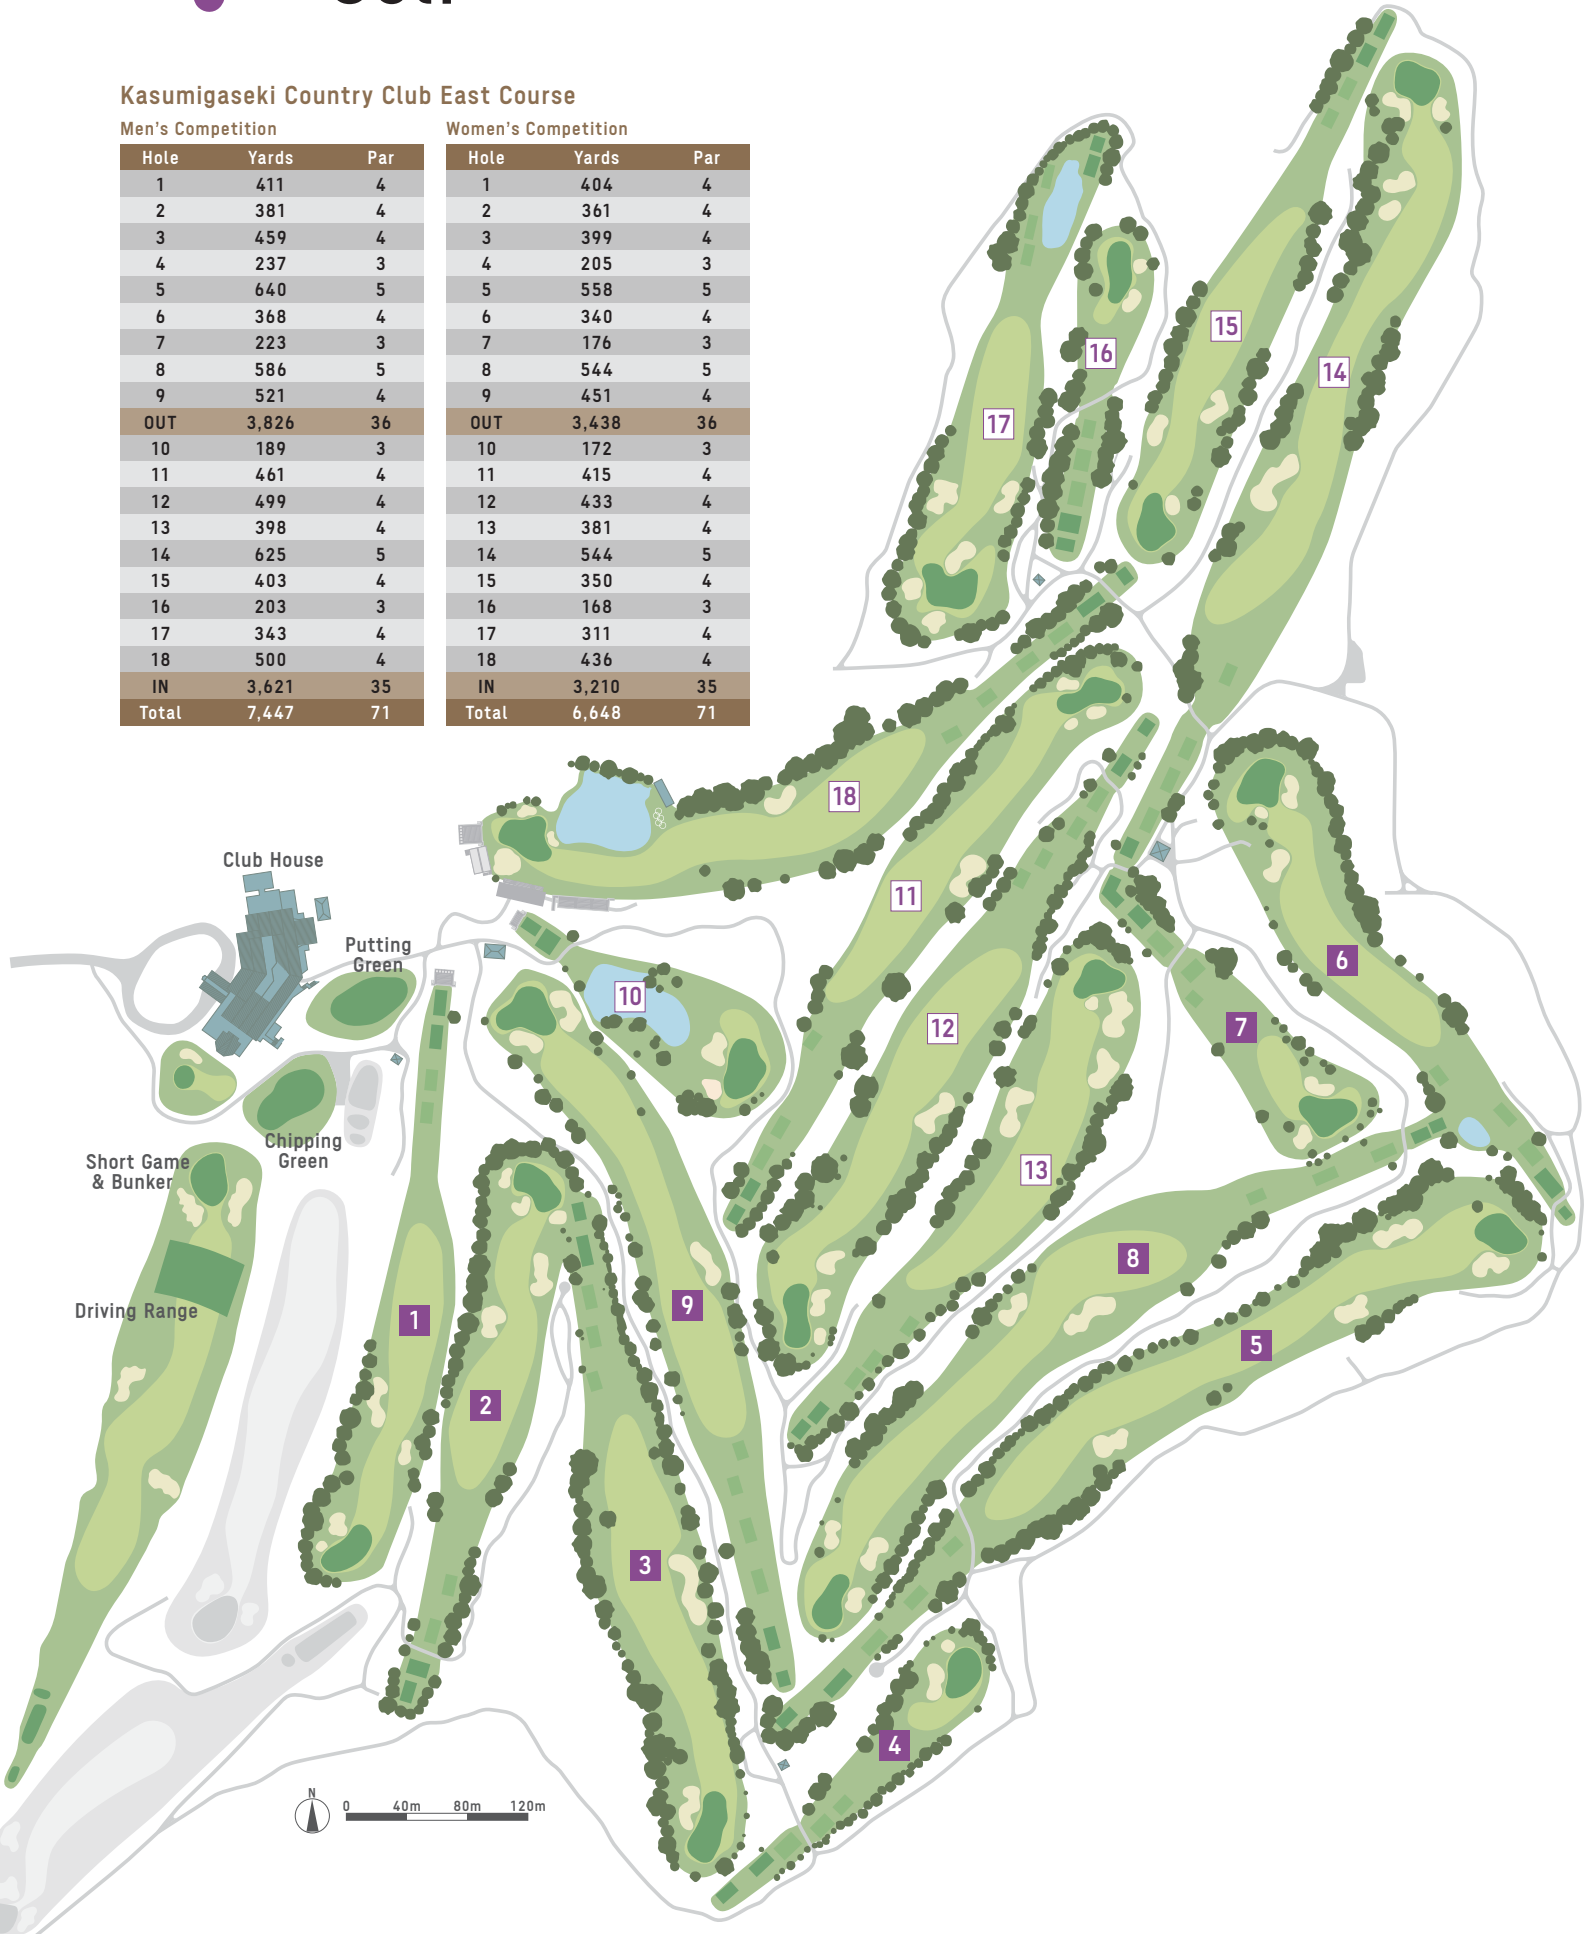 Kasumigaseki Country Club East Course
Men's Competition
Hole Yards Par
1 411 4
2 381 4
3 459 4
4 237 3
5 640 5
6 368 4
7 223 3
8 586 5
9 521 4
OUT 3,826 36
10 189 3
11 461 4
12 499 4
13 398 4
14 625 5
15 403 4
16 203 3
17 343 4
18 500 4
IN 3,621 35
Total 7,447 71
Women's Competition
Hole Yards Par
1 404 4
2 361 4
3 399 4
4 205 3
5 558 5
6 340 4
7 176 3
8 544 5
9 451 4
OUT 3,438 36
10 172 3
11 415 4
12 433 4
13 381 4
14 544 5
15 350 4
16 168 3
17 311 4
18 436 4
IN 3,210 35
Total 6,648 71
15
16
14
17
18
Club House
11
Putting
Green
6
10
12
7
Chipping
Green
Short Game
& Bunker
13
8
Driving Range
9
1
5
2
3
4
N
0 40m 80m 120m